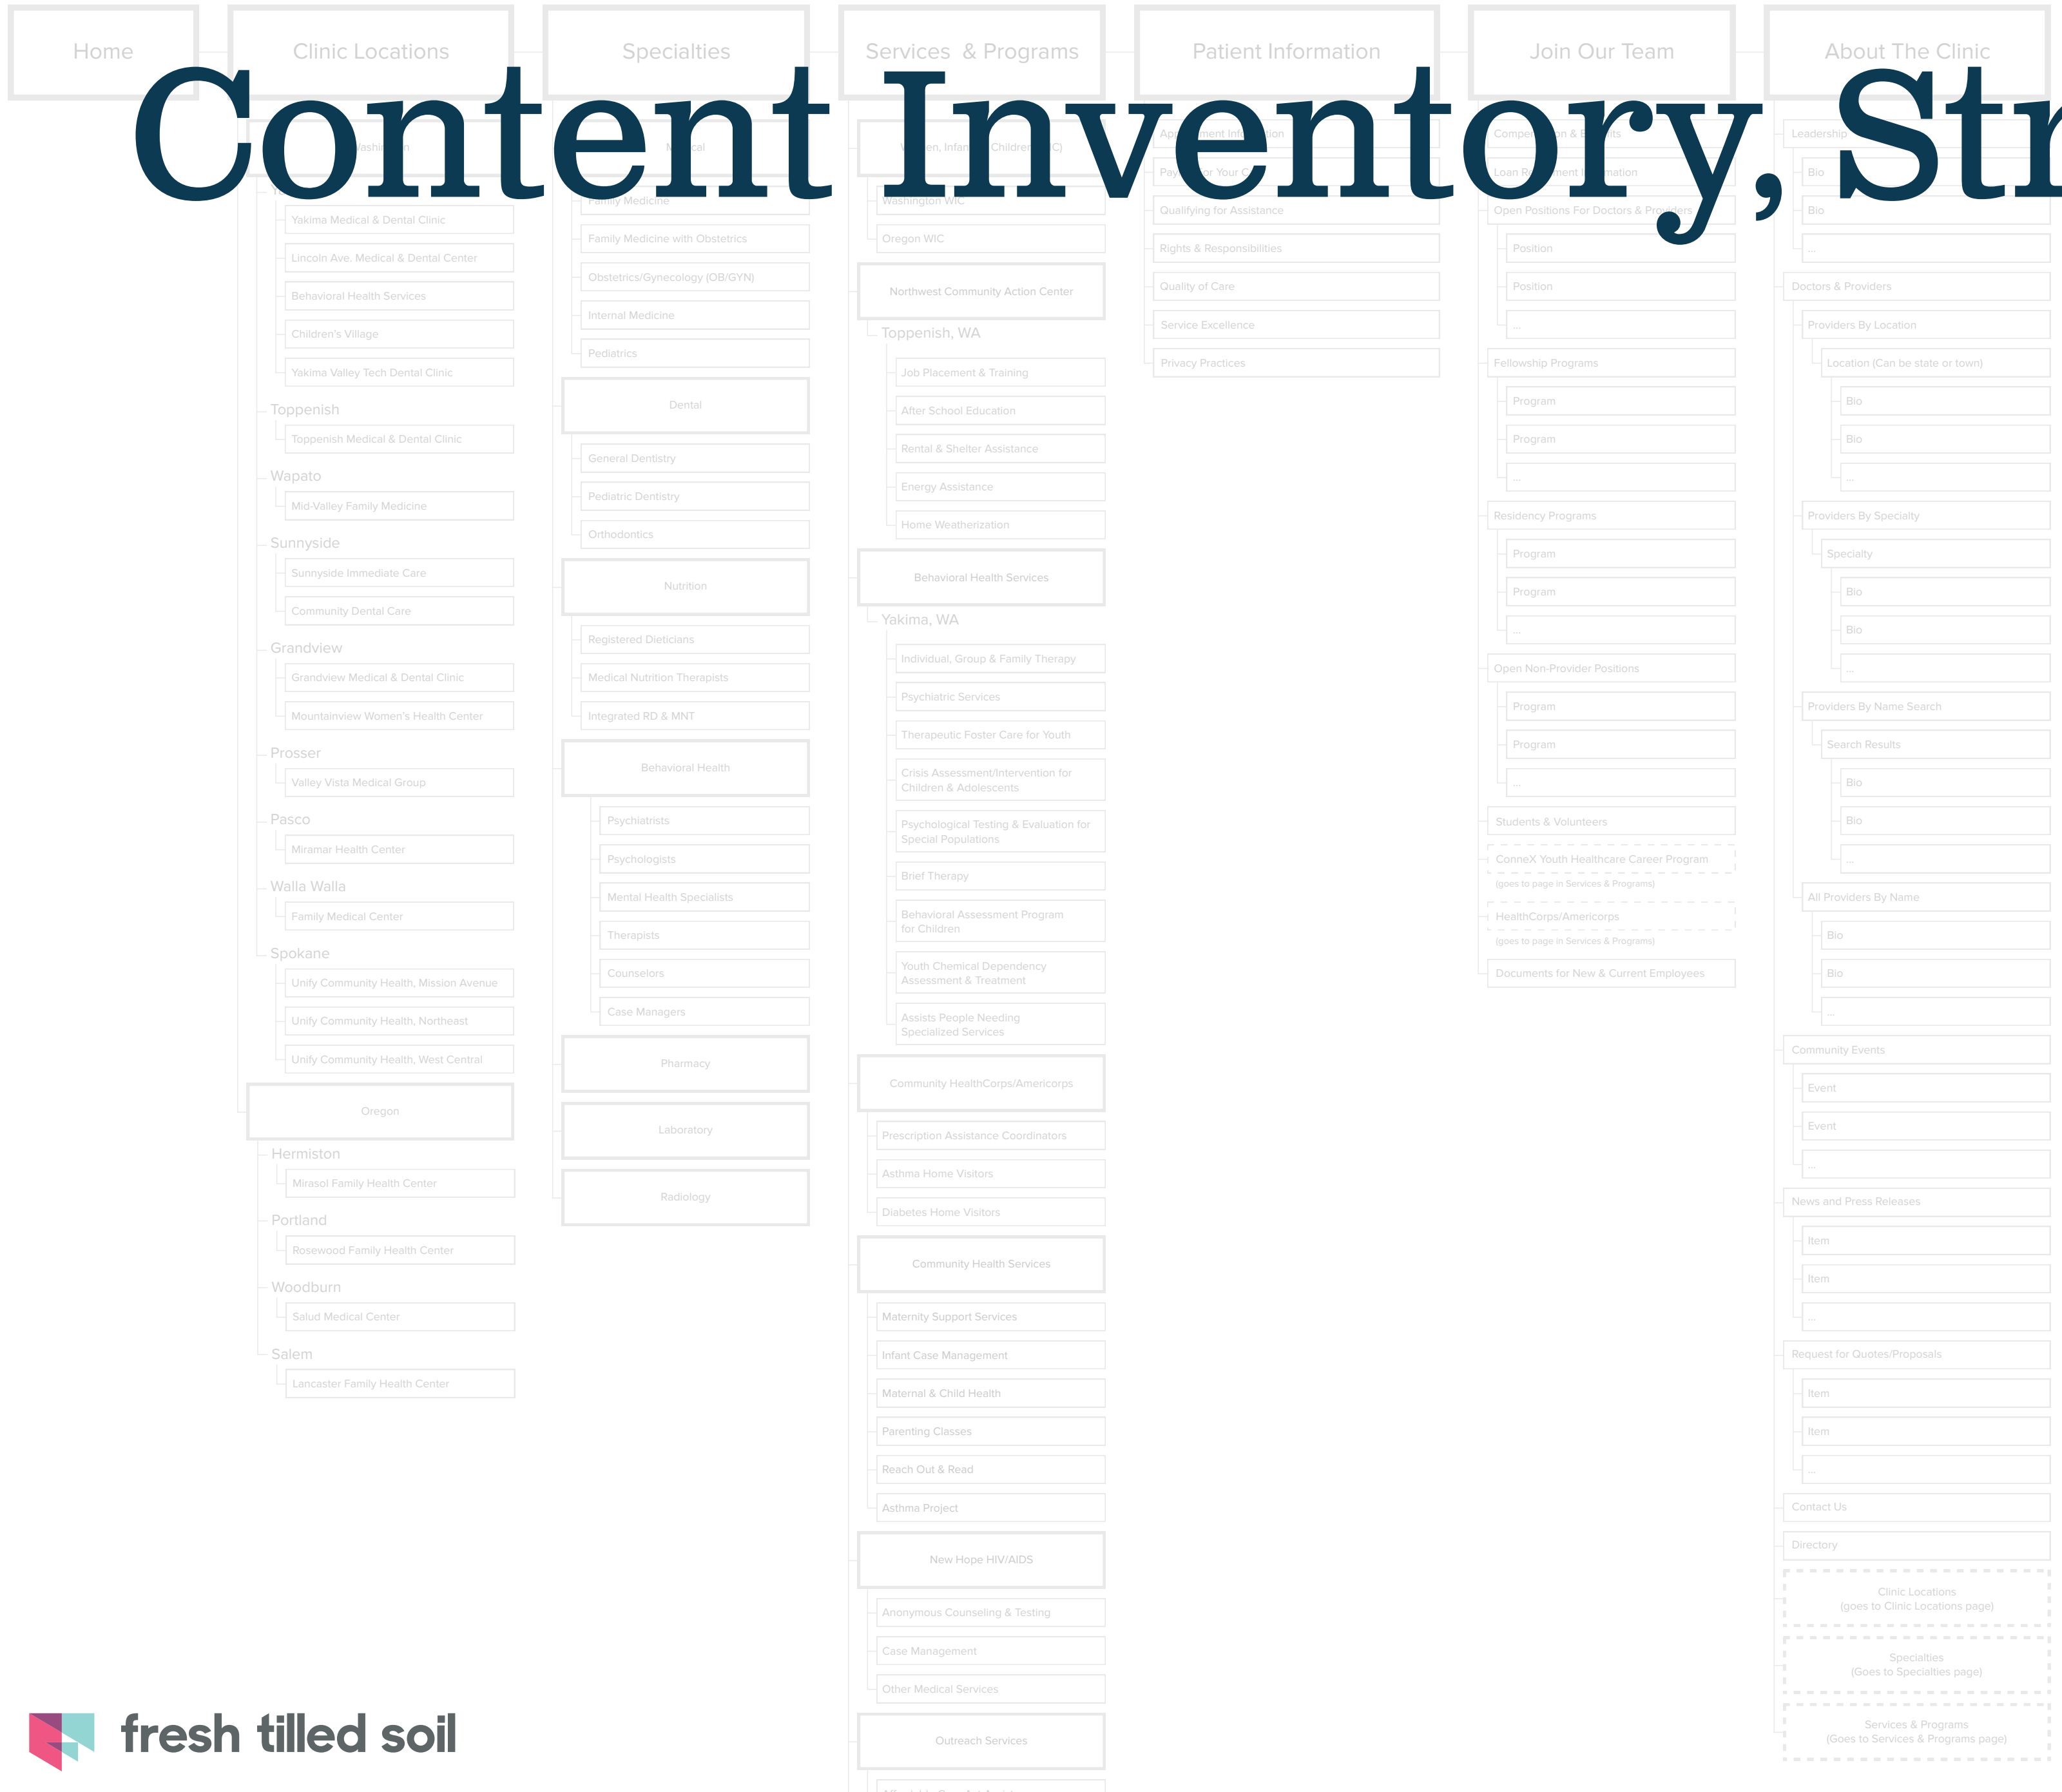 Content Inventory, Str
Home
Clinic Locations
Yakima Medical & Dental Clinic
Lincoln Ave. Medical & Dental Center
Behavioral Health Services
Children's Village
Yakima Valley Tech Dental Clinic
Toppenish
Toppenish Medical & Dental Clinic
Wapato
Mid-Valley Family Medicine
Sunnyside
Sunnyside Immediate Care
Community Dental Care
Grandview
Grandview Medical & Dental Clinic
Mountainview Women's Health Center
Prosser
Valley Vista Medical Group
Pasco
Miramar Health Center
Walla Walla
Family Medical Center
Spokane
Unify Community Health, Mission Avenue
Unify Community Health, Northeast
Unify Community Health, West Central
Oregon
Hermiston
Mirasol Family Health Center
Portland
Rosewood Family Health Center
Woodburn
Salud Medical Center
Salem
Lancaster Family Health Center
Specialties
Family Medicine
Family Medicine with Obstetrics
Obstetrics/Gynecology (OB/GYN)
Internal Medicine
Pediatrics
Dental
General Dentistry
Pediatric Dentistry
Orthodontics
Nutrition
Registered Dieticians
Medical Nutrition Therapists
Integrated RD & MNT
Behavioral Health
Psychiatrists
Psychologists
Mental Health Specialists
Therapists
Counselors
Case Managers
Pharmacy
Laboratory
Radiology
Services & Programs
Washington WIC
Oregon WIC
Northwest Community Action Center
Toppenish, WA
Job Placement & Training
After School Education
Rental & Shelter Assistance
Energy Assistance
Home Weatherization
Behavioral Health Services
Yakima, WA
Individual, Group & Family Therapy
Psychiatric Services
Therapeutic Foster Care for Youth
Crisis Assessment/Intervention for
Children & Adolescents
Psychological Testing & Evaluation for
Special Populations
Brief Therapy
Behavioral Assessment Program
for Children
Youth Chemical Dependency
Assessment & Treatment
Assists People Needing
Specialized Services
Community HealthCorps/Americorps
Prescription Assistance Coordinators
Asthma Home Visitors
Diabetes Home Visitors
Community Health Services
Maternity Support Services
Infant Case Management
Maternal & Child Health
Parenting Classes
Reach Out & Read
Asthma Project
New Hope HIV/AIDS
Anonymous Counseling & Testing
Case Management
Other Medical Services
Outreach Services
Patient Information
Qualifying for Assistance
Rights & Responsibilities
Quality of Care
Service Excellence
Privacy Practices
Join Our Team
Open Positions For Doctors & Providers
Position
Position
...
Fellowship Programs
Program
Program
...
Residency Programs
Program
Program
...
Open Non-Provider Positions
Program
Program
...
Students & Volunteers
ConneX Youth Healthcare Career Program
(goes to page in Services & Programs)
HealthCorps/Americorps
(goes to page in Services & Programs)
Documents for New & Current Employees
About The Clinic
Leadership
Bio
Bio
...
Doctors & Providers
Providers By Location
Location (Can be state or town)
Bio
Bio
...
Providers By Specialty
Specialty
Bio
Bio
...
Providers By Name Search
Search Results
Bio
Bio
...
All Providers By Name
Bio
Bio
...
Community Events
Event
Event
...
News and Press Releases
Item
Item
...
Request for Quotes/Proposals
Item
Item
...
Contact Us
Directory
Clinic Locations
(goes to Clinic Locations page)
Specialties
(Goes to Specialties page)
Services & Programs
(Goes to Services & Programs page)
fresh tilled soil